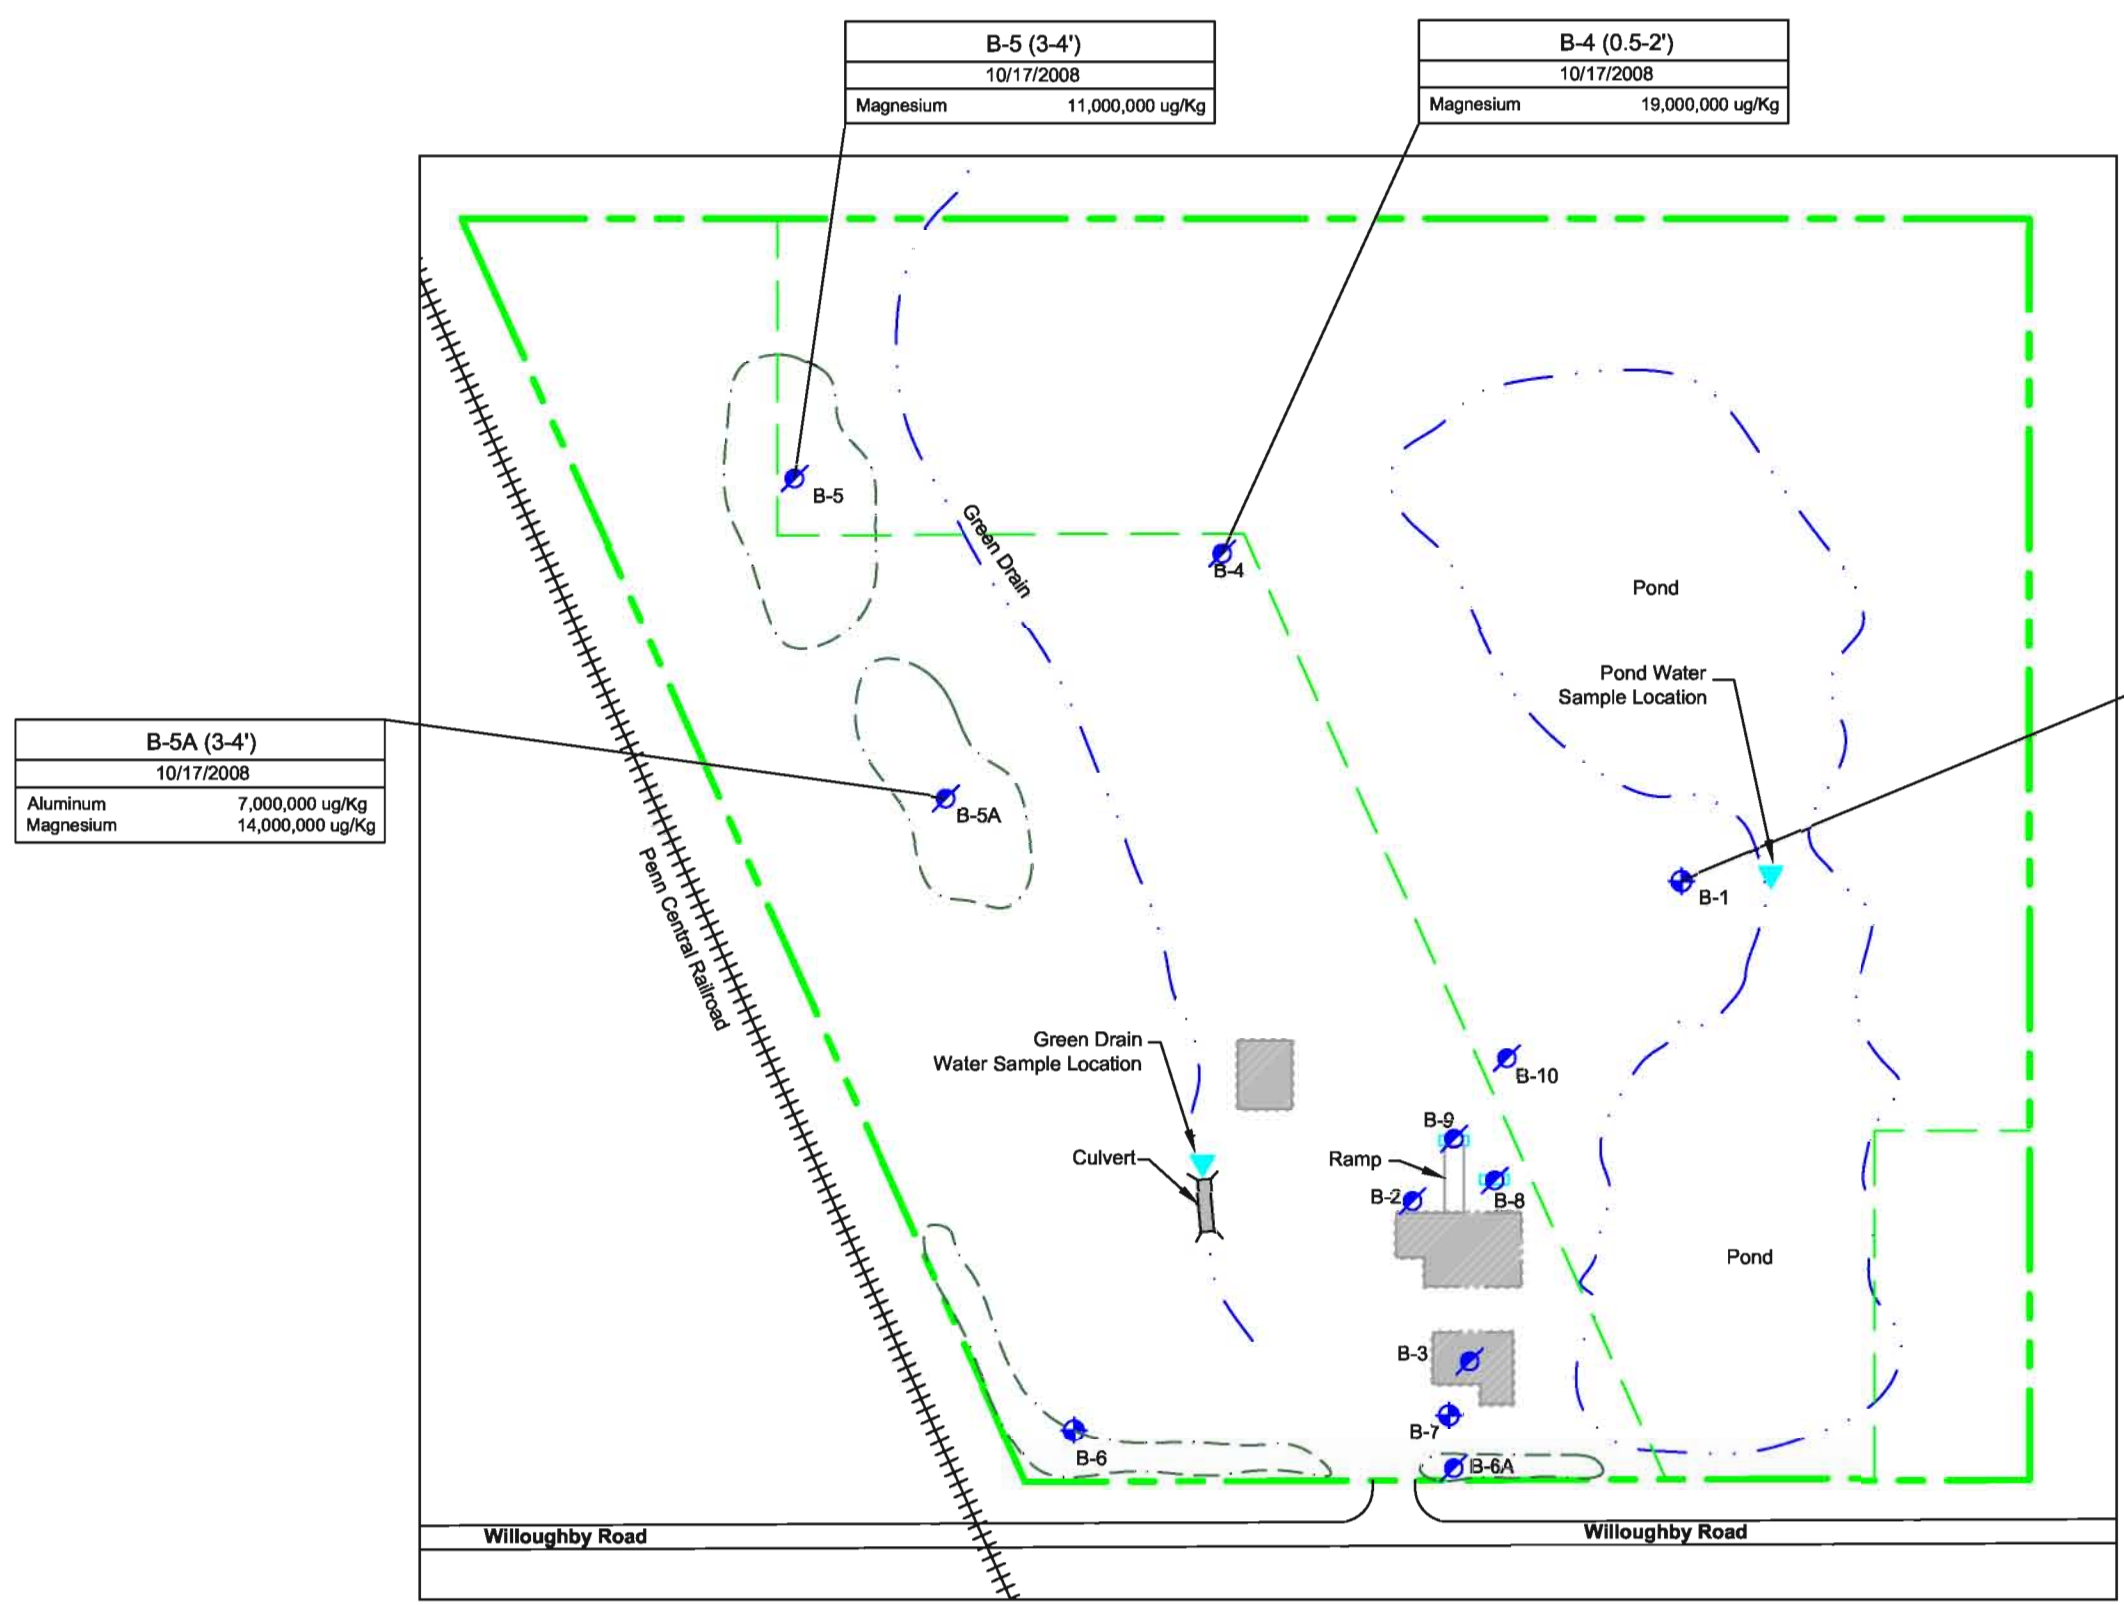 B-5 (3-4')
10/17/2008
Magnesium 11,000,000 ug/Kg
B-4 (0.5-2')
10/17/2008
Magnesium 19,000,000 ug/Kg
B-5
Green Drain
B-4
Pond
Pond Water
Sample Location
B-5A (3-4')
10/17/2008
Aluminum 7,000,000 ug/Kg
Magnesium 14,000,000 ug/Kg
B-5A
Penn Central Railroad
B-1
Green Drain
Water Sample Location
B-10
B-9
Culvert
Ramp
B-2
B-8
Pond
B-3
B-7
B-6
B-6A
Willoughby Road
Willoughby Road